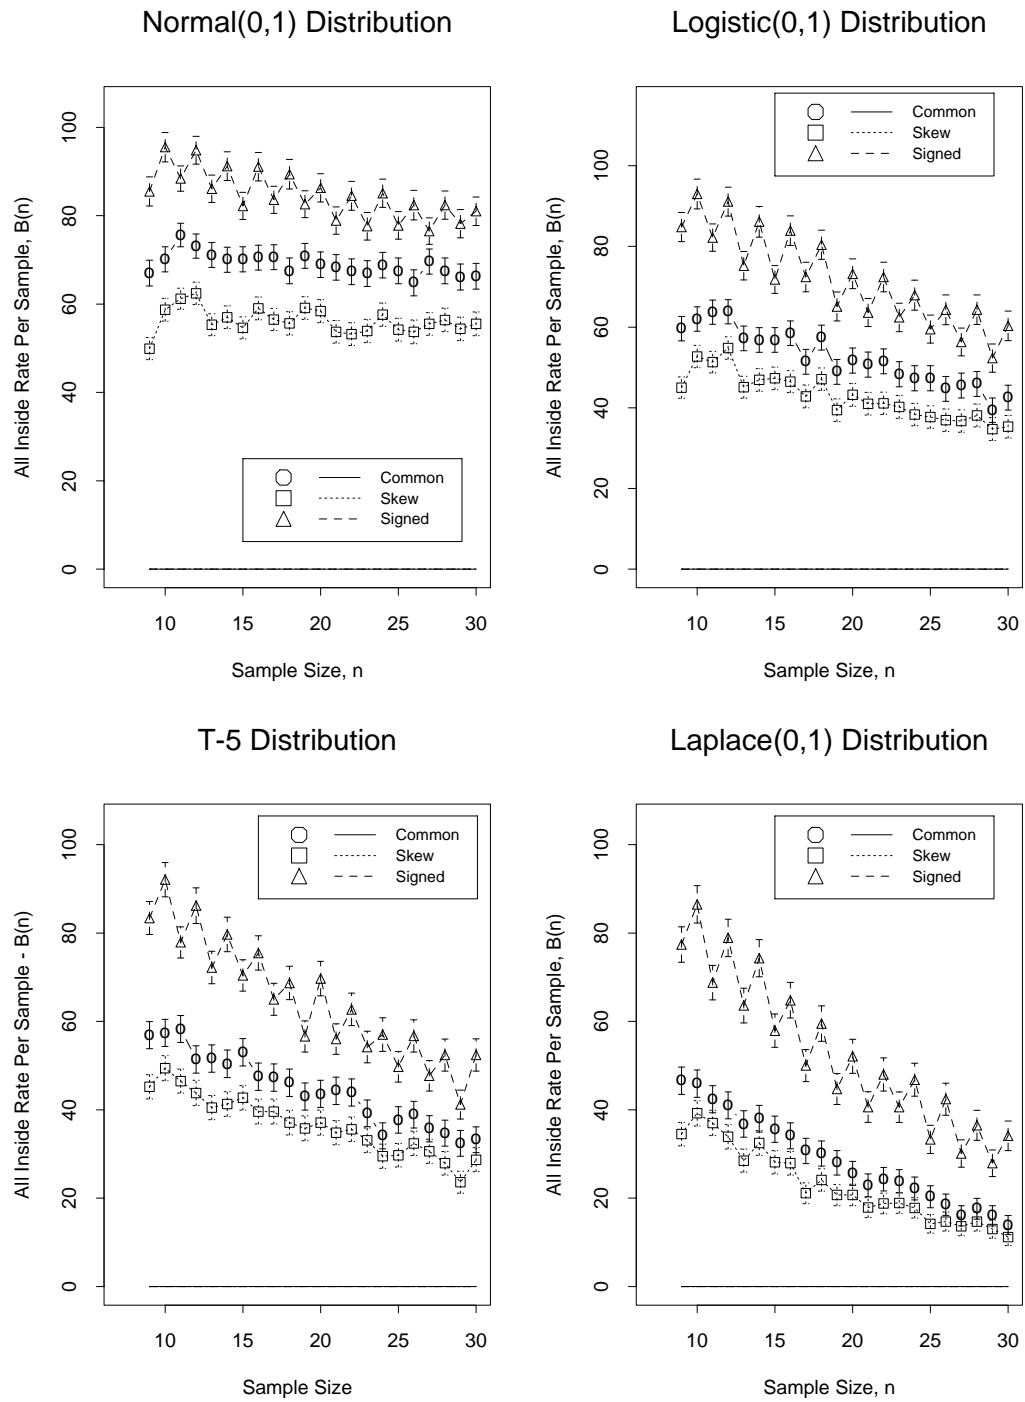 Normal(0,1) Distribution
All Inside Rate Per Sample, B(n)
100
80
60
40
20
0
Common
Skew
Signed
10 15 20 25 30
Sample Size, n
Logistic(0,1) Distribution
All Inside Rate Per Sample, B(n)
100
80
60
40
20
0
Common
Skew
Signed
10 15 20 25 30
Sample Size, n
T-5 Distribution
All Inside Rate Per Sample - B(n)
100
80
60
40
20
0
Common
Skew
Signed
10 15 20 25 30
Sample Size
Laplace(0,1) Distribution
All Inside Rate Per Sample, B(n)
100
80
60
40
20
0
Common
Skew
Signed
10 15 20 25 30
Sample Size, n